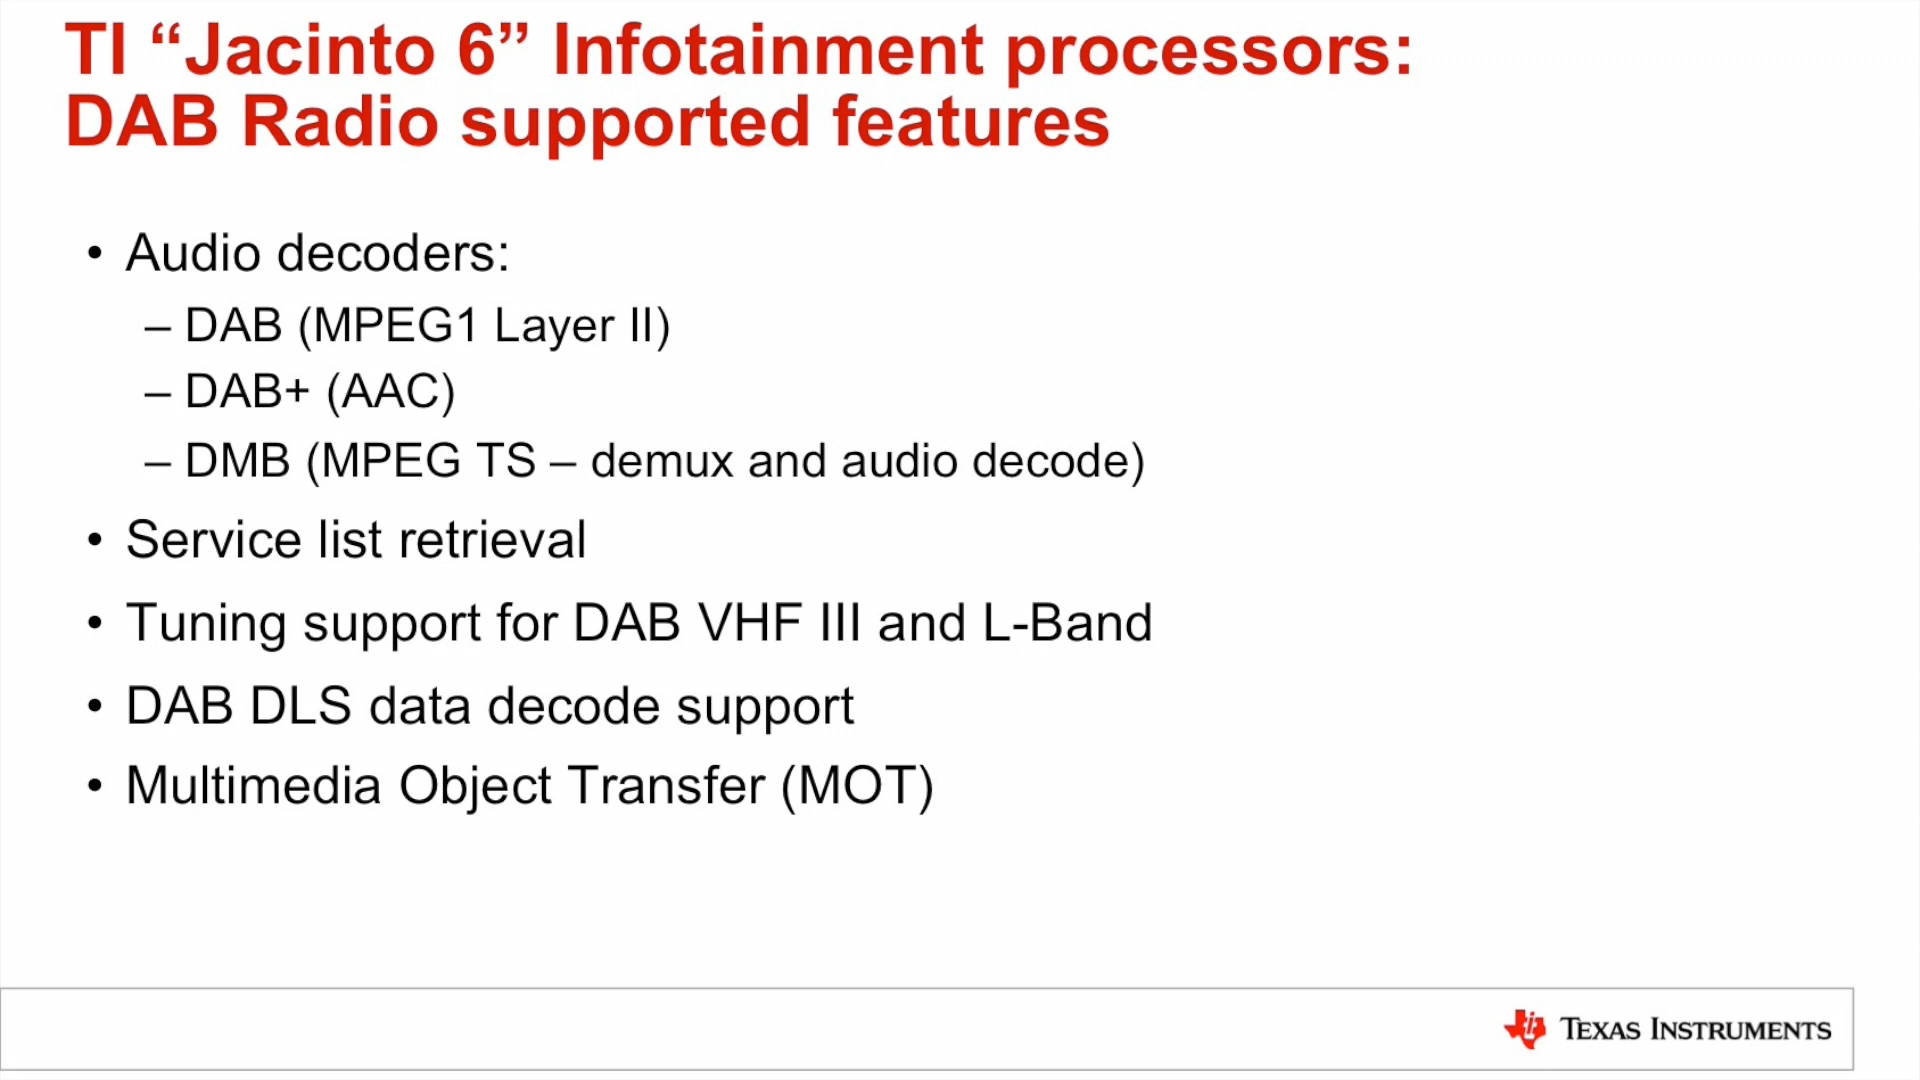 TI “Jacinto 6” Infotainment processors:
DAB Radio supported features
• Audio decoders:
– DAB (MPEG1 Layer II)
– DAB+ (AAC)
– DMB (MPEG TS – demux and audio decode)
• Service list retrieval
• Tuning support for DAB VHF III and L-Band
• DAB DLS data decode support
• Multimedia Object Transfer (MOT)
TEXAS INSTRUMENTS